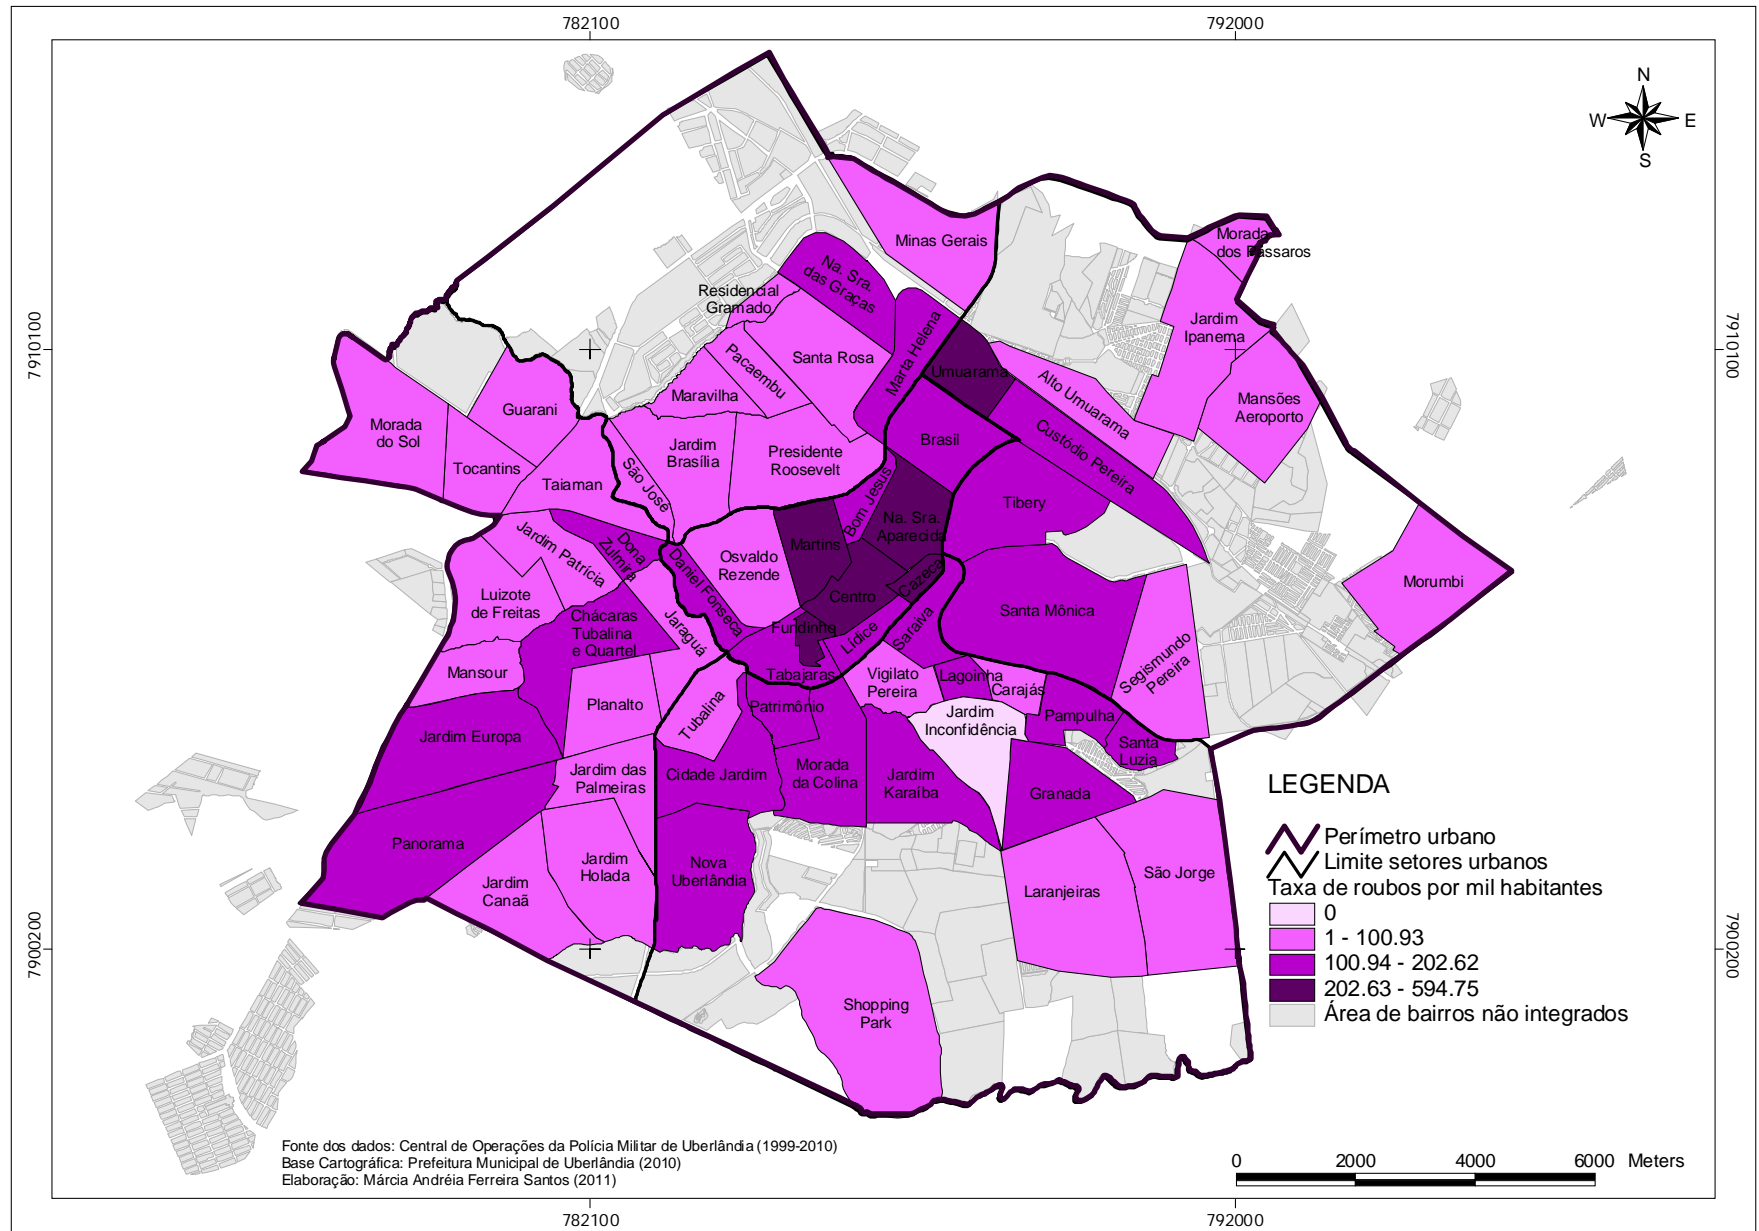 782100
792000
N
W
E
S
7910100
7910100
7900200
7900200
Minas Gerais
Morada
dos Pássaros
Na. Sra.
das Graças
Residencial
Gramado
Jardim
Ipanema
Marta Helena
Santa Rosa
Pacaembu
Umuarama
Alto Umuarama
Maravilha
Mansões
Aeroporto
Guarani
Morada
do Sol
Brasil
Custódio Pereira
Jardim
Brasília
Presidente
Roosevelt
Tocantins
Taiaman
São José
Bom Jesus
Tibery
Na. Sra.
Aparecida
Martins
Jardim Patrícia
Dona
Zulmira
Daniel Fonseca
Osvaldo
Rezende
Cazeca
Centro
Morumbi
Luizote
de Freitas
Chácaras
Tubalina
e Quartel
Jaraguá
Fundinho
Lídice
Saraiva
Santa Mônica
Segismundo
Pereira
Mansour
Tabajaras
Vigilato
Pereira
Lagoinha
Carajás
Planalto
Tubalina
Patrimônio
Jardim
Inconfidência
Pampulha
Jardim Europa
Santa
Luzia
Jardim das
Palmeiras
Cidade Jardim
Morada
da Colina
Jardim
Karaíba
Granada
Panorama
Jardim
Holada
Nova
Uberlândia
Jardim
Canaã
Laranjeiras
São Jorge
Shopping
Park
LEGENDA
Perímetro urbano
Limite setores urbanos
Taxa de roubos por mil habitantes
0
1 - 100.93
100.94 - 202.62
202.63 - 594.75
Área de bairros não integrados
Fonte dos dados: Central de Operações da Polícia Militar de Uberlândia (1999-2010)
Base Cartográfica: Prefeitura Municipal de Uberlândia (2010)
Elaboração: Márcia Andréia Ferreira Santos (2011)
0 2000 4000 6000 Meters
782100
792000